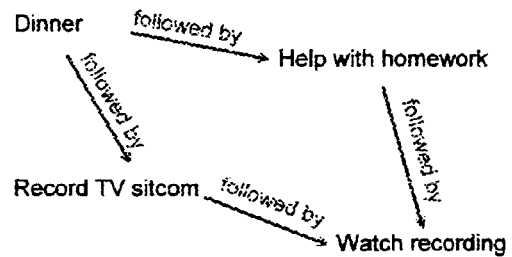 Dinner
followed by
Help with homework
followed by
followed by
Record TV sitcom
followed by
Watch recording